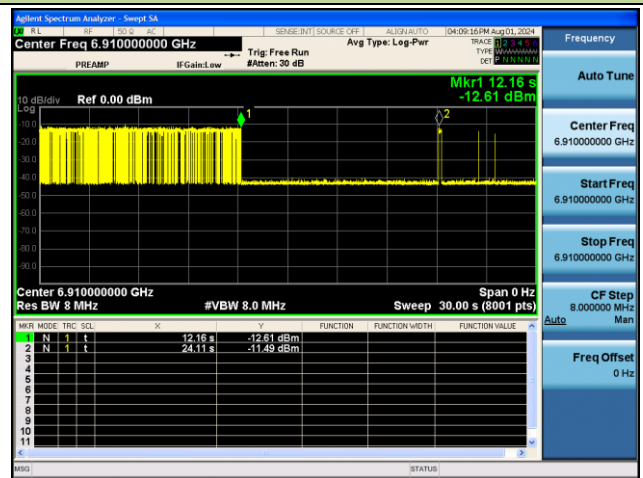 Agilent Spectrum Analyzer - Swept SA
RL RF 50 Ω AC SENSE:INT SOURCE OFF ALIGNAUTO 04:09:16 PM Aug 01, 2024
Center Freq 6.910000000 GHz
Avg Type: Log-Pwr
TRACE 1 2 3 4 5 6
TYPE
DET P N N N N N
PREAMP IFGain:Low
Trig: Free Run
#Atten: 30 dB
Mkr1 12.16 s
-12.61 dBm
10 dB/div Ref 0.00 dBm
Log
1
2
-10.0
-20.0
-30.0
-40.0
-50.0
-60.0
-90.0
Center 6.910000000 GHz Span 0 Hz
Res BW 8 MHz #VBW 8.0 MHz Sweep 30.00 s (8001 pts)
MKR MODE TRC SCL X Y FUNCTION FUNCTION WIDTH FUNCTION VALUE
1 N 1 t 12.16 s -12.61 dBm
2 N 1 t 24.11 s -11.49 dBm
3
4
5
6
7
8
9
10
11
MSG STATUS
Frequency
Auto Tune
Center Freq
6.910000000 GHz
Start Freq
6.910000000 GHz
Stop Freq
6.910000000 GHz
CF Step
8.000000 MHz
Auto Man
Freq Offset
0 Hz